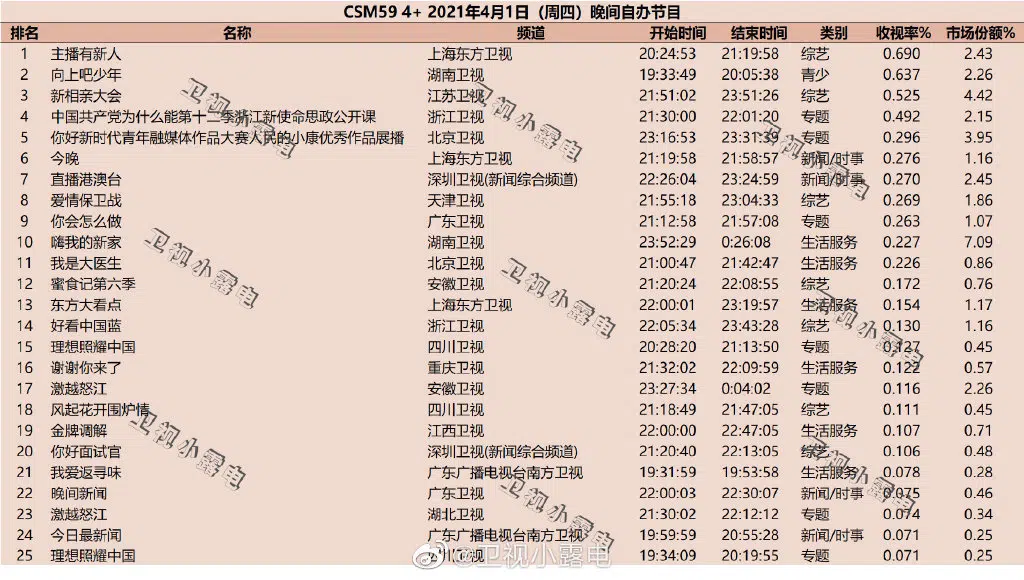 CSM59 4+ 2021年4月1日（周四）晚间自办节目
排名 名称 频道 开始时间 结束时间 类别 收视率% 市场份额%
1 主播有新人 上海东方卫视 20:24:53 21:19:58 综艺 0.690 2.43
2 向上吧少年 湖南卫视 19:33:49 20:05:38 青少 0.637 2.26
3 新相亲大会 江苏卫视 21:51:02 23:51:26 综艺 0.525 4.42
4 中国共产党为什么能第十二季浙江新使命思政公开课 浙江卫视 21:30:00 22:01:20 专题 0.492 2.15
5 你好新时代青年融媒体作品大赛人民的小康优秀作品展播 北京卫视 23:16:53 23:31:39 专题 0.296 3.95
6 今晚 上海东方卫视 21:19:58 21:58:57 新闻/时事 0.276 1.16
7 直播港澳台 深圳卫视(新闻综合频道) 22:26:04 23:24:59 新闻/时事 0.270 2.45
8 爱情保卫战 天津卫视 21:55:18 23:04:33 综艺 0.269 1.86
9 你会怎么做 广东卫视 21:12:58 21:57:08 专题 0.263 1.07
10 嗨我的新家 湖南卫视 23:52:29 0:26:08 生活服务 0.227 7.09
11 我是大医生 北京卫视 21:00:47 21:42:47 生活服务 0.226 0.86
12 蜜食记第六季 安徽卫视 21:20:24 22:08:55 综艺 0.172 0.76
13 东方大看点 上海东方卫视 22:00:01 23:19:57 生活服务 0.154 1.17
14 好看中国蓝 浙江卫视 22:05:34 23:43:28 综艺 0.130 1.16
15 理想照耀中国 四川卫视 20:28:20 21:13:50 专题 0.127 0.45
16 谢谢你来了 重庆卫视 21:32:02 22:09:59 生活服务 0.122 0.57
17 激越怒江 安徽卫视 23:27:34 0:04:02 专题 0.116 2.26
18 风起花开围炉情 四川卫视 21:18:49 21:47:05 综艺 0.111 0.45
19 金牌调解 江西卫视 22:00:00 22:47:05 生活服务 0.107 0.71
20 你好面试官 深圳卫视(新闻综合频道) 21:20:40 22:13:05 综艺 0.106 0.48
21 我爱返寻味 广东广播电视台南方卫视 19:31:59 19:53:58 生活服务 0.078 0.28
22 晚间新闻 广东卫视 22:00:03 22:30:07 新闻/时事 0.075 0.46
23 激越怒江 湖北卫视 21:30:02 22:12:12 专题 0.074 0.34
24 今日最新闻 广东广播电视台南方卫视 19:59:59 20:55:28 新闻/时事 0.071 0.25
25 理想照耀中国 四川卫视 19:34:09 20:19:55 专题 0.071 0.25
卫视小露电
卫视小露电
卫视小露电
卫视小露电
卫视小露电
卫视小露电
卫视小露电
卫视小露电
卫视小露电
@卫视小露电